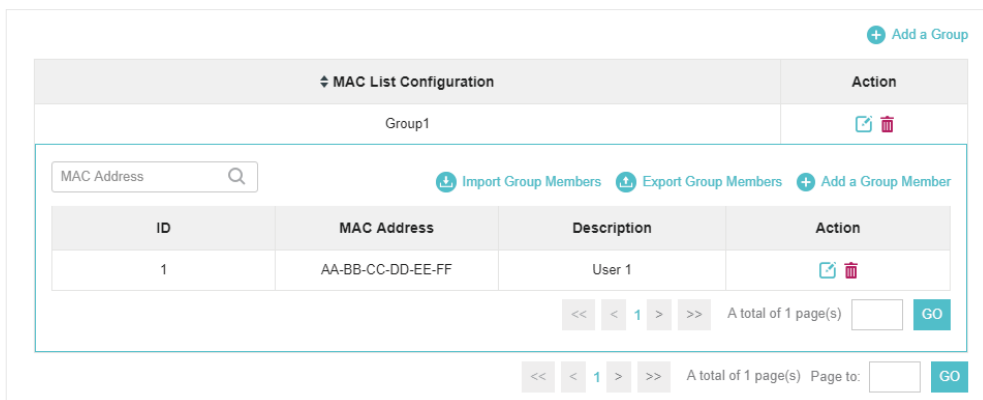 Add a Group
MAC List Configuration Action
Group1
MAC Address Import Group Members Export Group Members Add a Group Member
ID MAC Address Description Action
1 AA-BB-CC-DD-EE-FF User 1
<< < 1 > >> A total of 1 page(s) GO
<< < 1 > >> A total of 1 page(s) Page to: GO